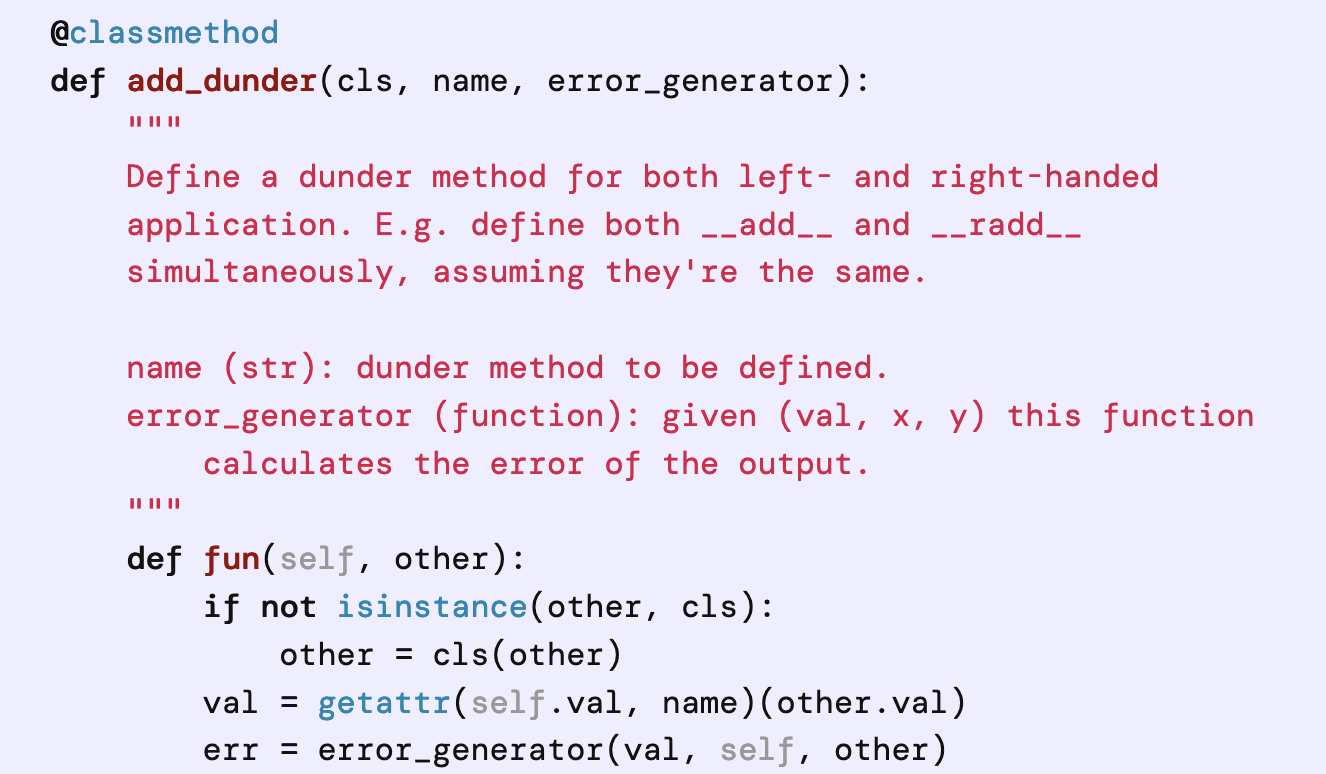 @classmethod
def add_dunder(cls, name, error_generator):
    """
    Define a dunder method for both left- and right-handed
    application. E.g. define both __add__ and __radd__
    simultaneously, assuming they're the same.

    name (str): dunder method to be defined.
    error_generator (function): given (val, x, y) this function
        calculates the error of the output.
    """
    def fun(self, other):
        if not isinstance(other, cls):
            other = cls(other)
        val = getattr(self.val, name)(other.val)
        err = error_generator(val, self, other)